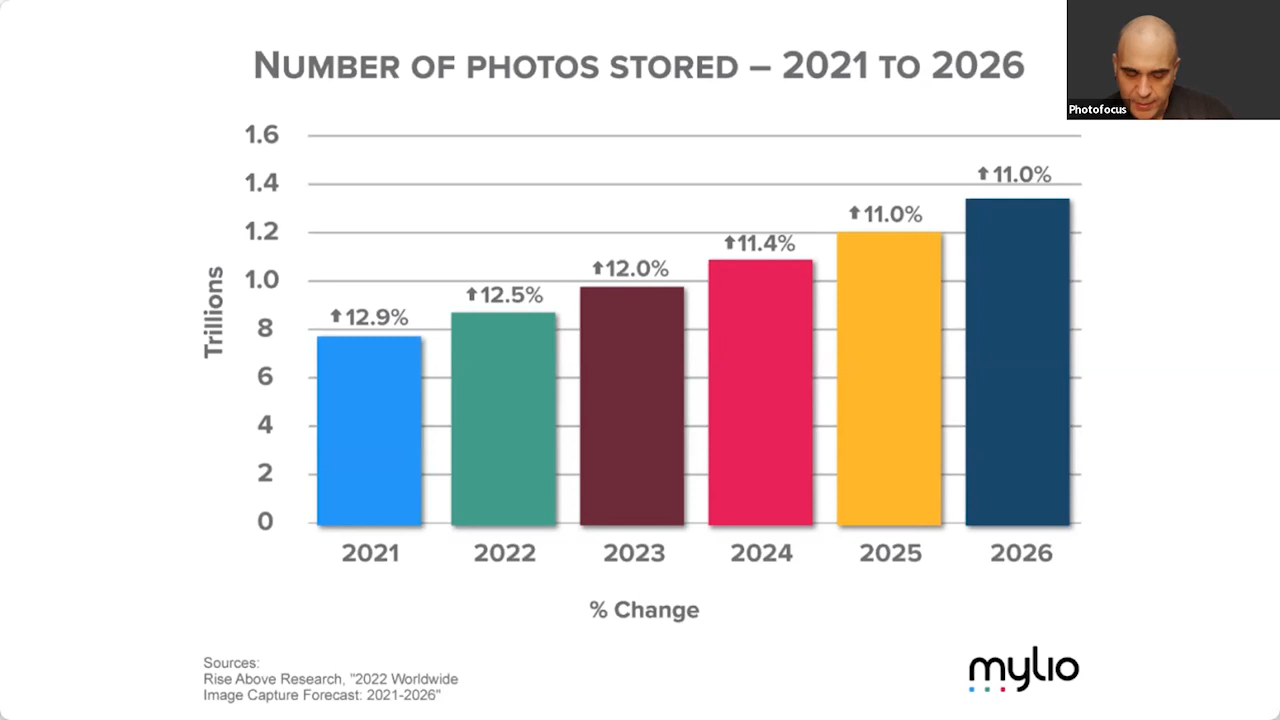 NUMBER OF PHOTOS STORED – 2021 TO 2026
Photofocus
Trillions
1.6
1.4
1.2
1.0
8
6
4
2
0
⬆12.9%
⬆12.5%
⬆12.0%
⬆11.4%
⬆11.0%
⬆11.0%
2021 2022 2023 2024 2025 2026
% Change
Sources:
Rise Above Research, "2022 Worldwide
Image Capture Forecast: 2021-2026"
mylio